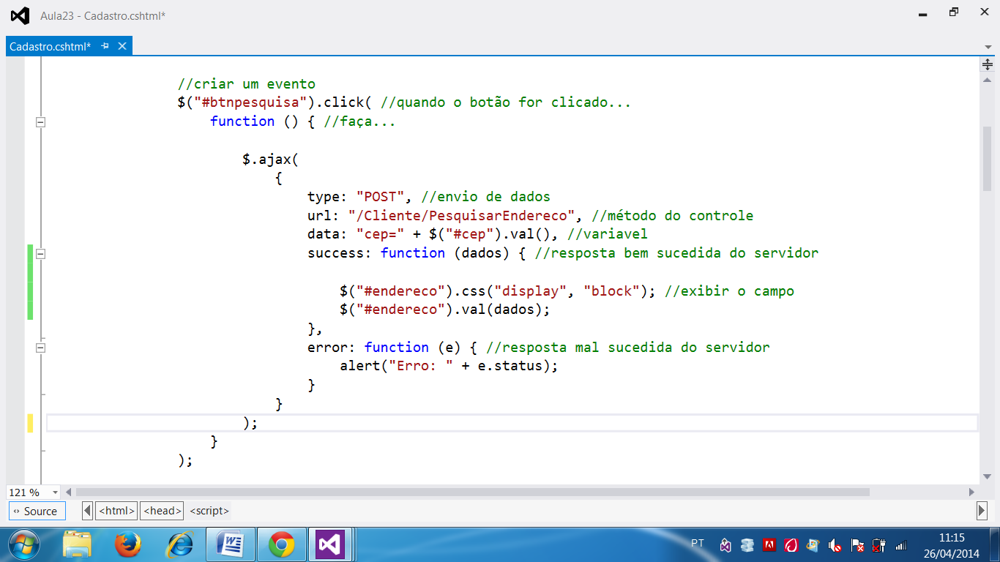 Aula23 - Cadastro.cshtml*
Cadastro.cshtml*
//criar um evento
$("#btnpesquisa").click( //quando o botão for clicado...
function () { //faça...
$.ajax(
{
type: "POST", //envio de dados
url: "/Cliente/PesquisarEndereco", //método do controle
data: "cep=" + $("#cep").val(), //variavel
success: function (dados) { //resposta bem sucedida do servidor
$("#endereco").css("display", "block"); //exibir o campo
$("#endereco").val(dados);
},
error: function (e) { //resposta mal sucedida do servidor
alert("Erro: " + e.status);
}
}
);
}
);
121 %
Source <html> <head> <script>
PT 11:15
26/04/2014